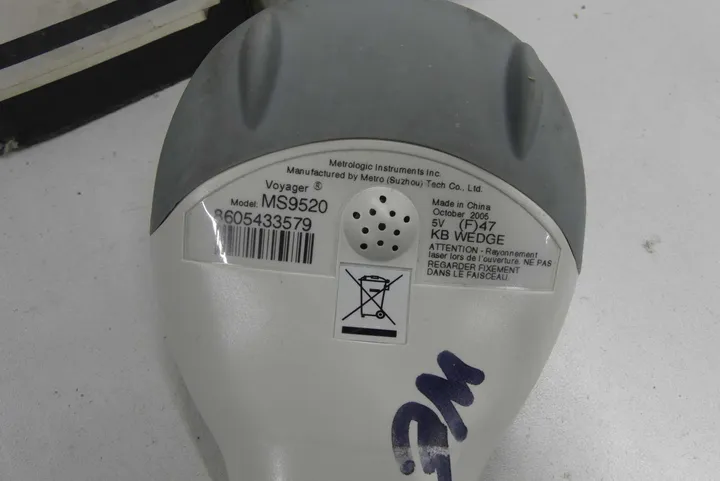 Metrologic Instruments Inc.
Manufactured by Metro (Suzhou) Tech Co., Ltd.
Voyager ®
Model: MS9520
8605433579
Made in China
October 2005
5V (F)47
KB WEDGE
ATTENTION - Rayonnement
laser lors de l'ouverture. NE PAS
REGARDER FIXEMENT
DANS LE FAISCEAU.